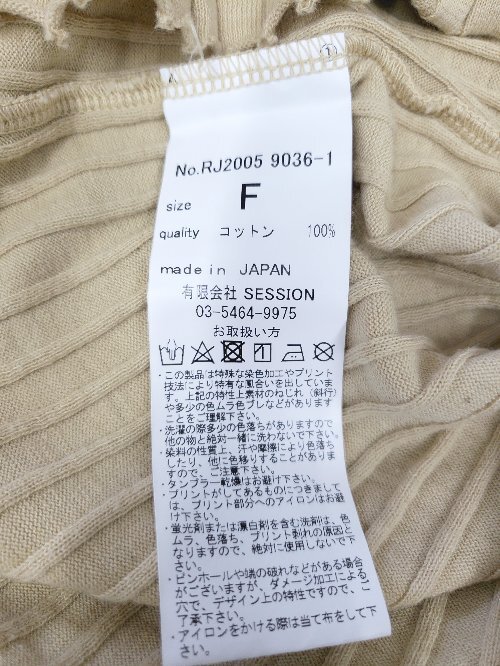 ①
No.RJ2005 9036-1
size F
quality コットン 100%
made in JAPAN
有限会社 SESSION
03-5464-9975
お取扱い方
・この製品は特殊な染色加工やプリント
技法により特有な風合いを出していま
す。上記の特性上素材のねじれ（斜行）
や多少の色ムラ色ブレなどがあります
ことをご理解下さい。
・洗濯の際多少の色落ちがありますので
他の物と絶対一緒に洗わないで下さい。
・染料の性質上、汗や摩擦により色落ち
したり、他に色移りすることがありま
すので、ご注意下さい。
・タンブラー乾燥はお避け下さい。
・プリントがしてあるものにつきまして
は、プリント部分へのアイロンはお避
け下さい。
・蛍光剤または漂白剤を含む洗剤は、色
ムラ、色落ち、プリント剥れの原因と
なりますので、絶対に使用しないで下
さい。
・ピンホールや端の破れなどがある場合
がございますが、ダメージ加工による
穴で、デザイン上の特性ですので、ご
了承下さい。
・アイロンをかける際は当て布をして下
さい。